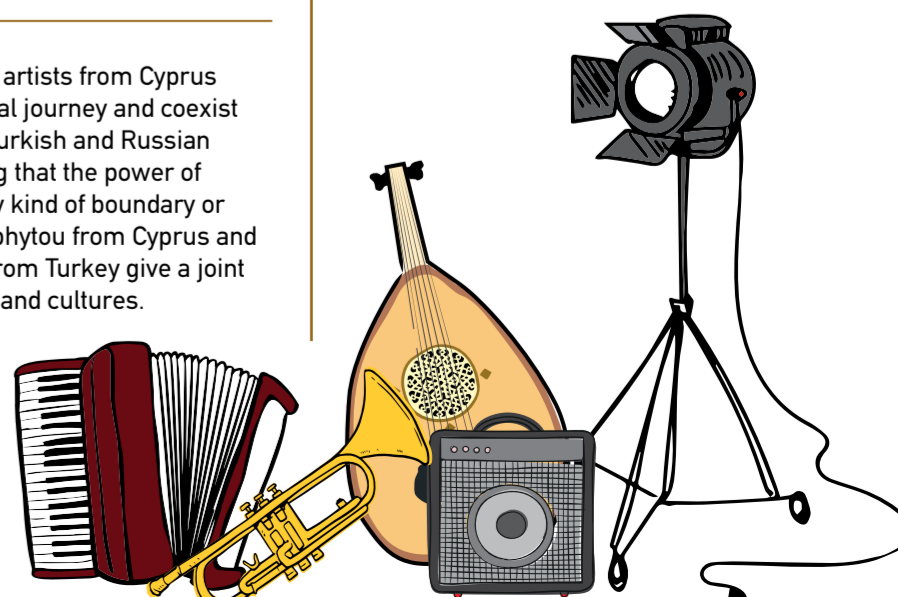 artists from Cyprus
al journey and coexist
urkish and Russian
g that the power of
y kind of boundary or
phytou from Cyprus and
rom Turkey give a joint
and cultures.